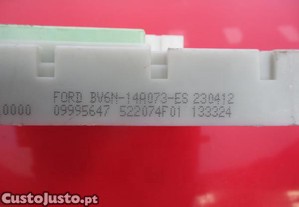 FORD BV6N-14A073-ES 230412
0000 09995647 522074F01 133324
CustoJusto.pt